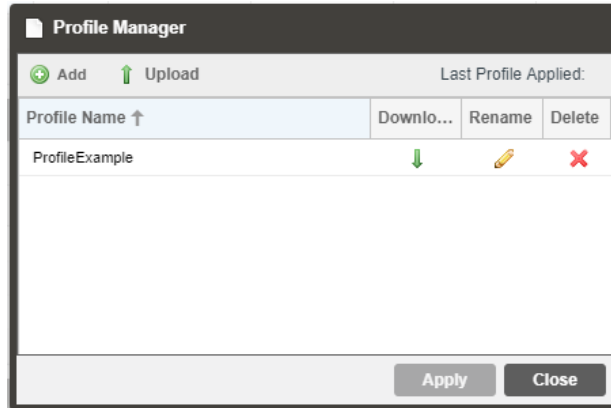 Profile Manager
Add Upload Last Profile Applied:
Profile Name Downlo... Rename Delete
ProfileExample
Apply Close